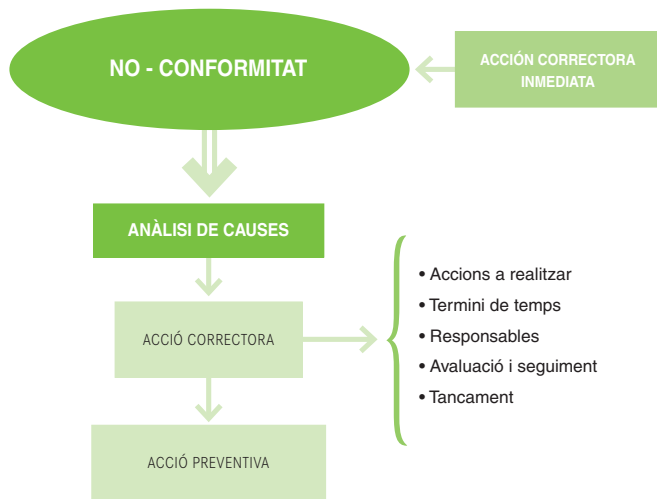 NO - CONFORMITAT
ACCIÓN CORRECTORA
INMEDIATA
ANÀLISI DE CAUSES
ACCIÓ CORRECTORA
• Accions a realitzar
• Termini de temps
• Responsables
• Avaluació i seguiment
• Tancament
ACCIÓ PREVENTIVA